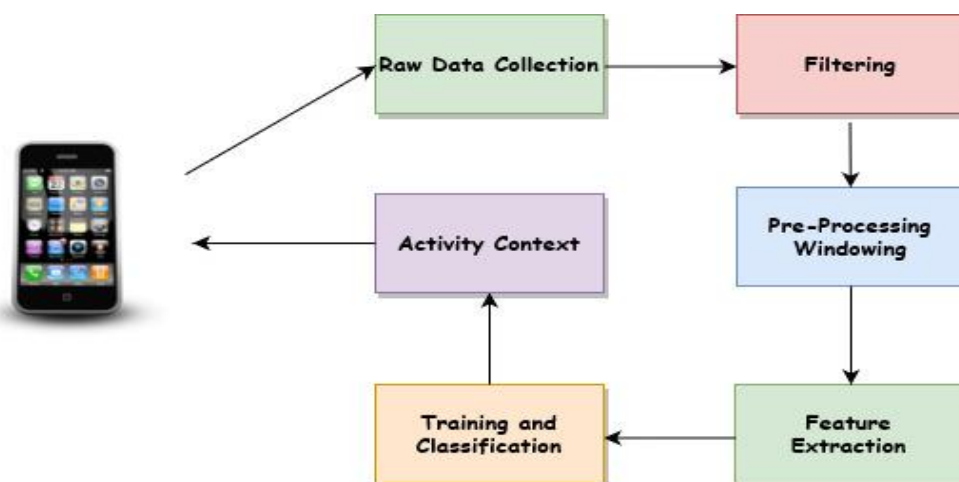 Raw Data Collection
Filtering
Pre-Processing
Windowing
Feature
Extraction
Training and
Classification
Activity Context